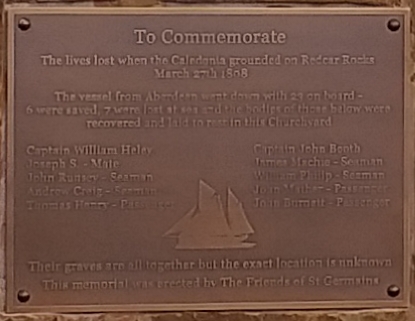 To Commemorate
The lives lost when the Caledonia grounded on Redcar Rocks
March 27th 1808
The vessel from Aberdeen went down with 23 on board -
6 were saved, 7 were lost at sea and the bodies of those below were
recovered and laid to rest in this Churchyard
Captain William Heley
Joseph S. - Mate
John Rumsey - Seaman
Andrew Craig - Seaman
Thomas Henry - Passenger
Captain John Booth
James Machie - Seaman
William Philip - Seaman
Joan Mather - Passenger
John Burnett - Passenger
Their graves are all together but the exact location is unknown
This memorial was erected by The Friends of St Germains